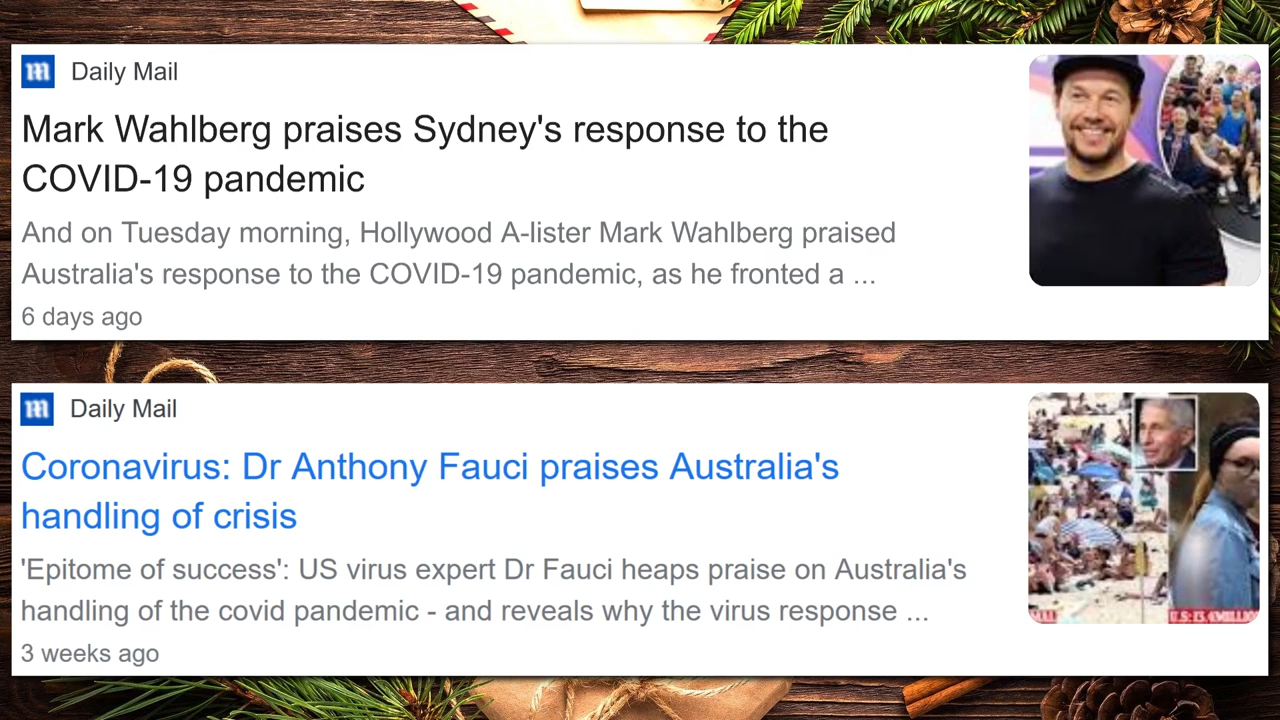 Daily Mail
Mark Wahlberg praises Sydney's response to the
COVID-19 pandemic
And on Tuesday morning, Hollywood A-lister Mark Wahlberg praised
Australia's response to the COVID-19 pandemic, as he fronted a ...
6 days ago
Daily Mail
Coronavirus: Dr Anthony Fauci praises Australia's
handling of crisis
'Epitome of success': US virus expert Dr Fauci heaps praise on Australia's
handling of the covid pandemic - and reveals why the virus response ...
3 weeks ago